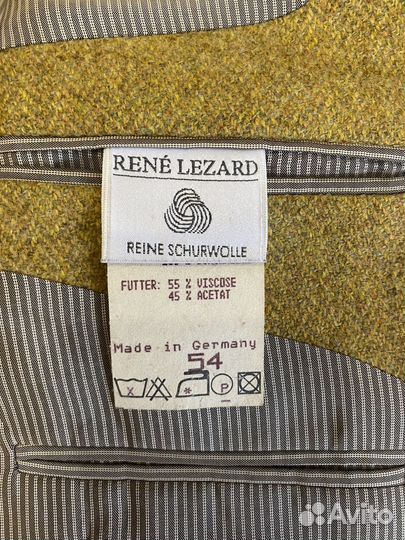 RENÉ LEZARD
REINE SCHURWOLLE
FUTTER: 55 % VISCOSE
45 % ACETAT
Made in Germany
54
P
Avito